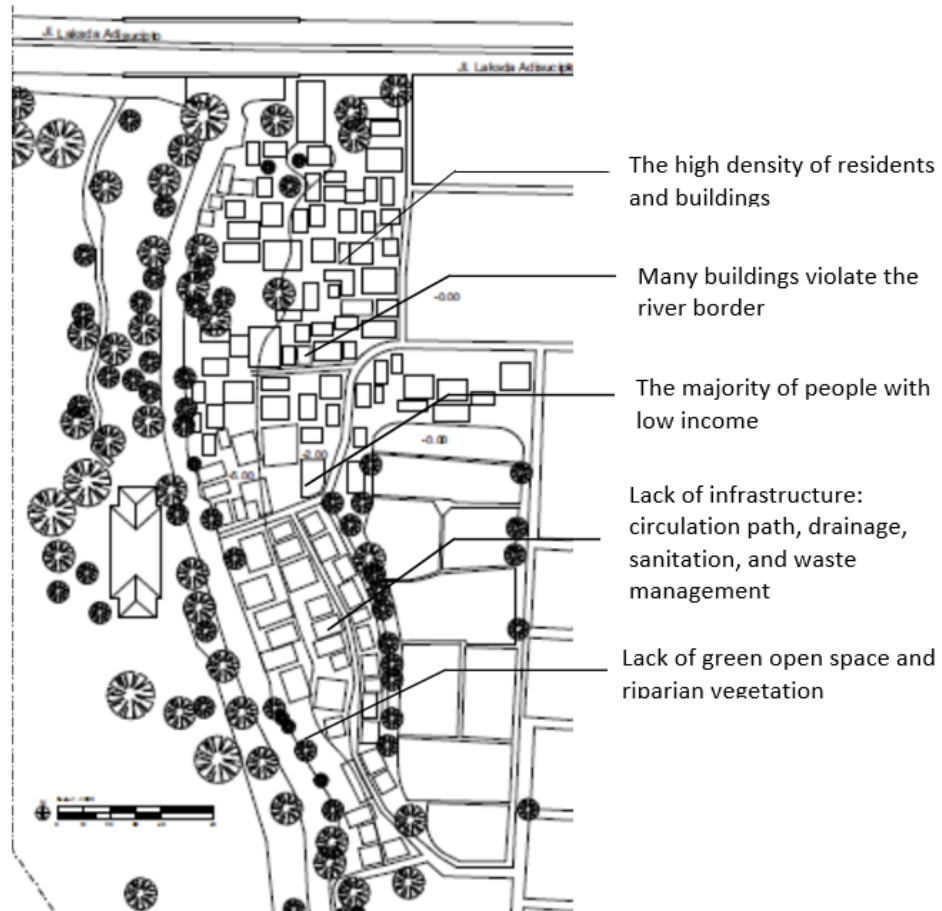 Jl. Laksda Adisucipto
Jl. Laksda Adisucipto
The high density of residents
and buildings
Many buildings violate the
river border
-0.00
The majority of people with
low income
-0.00
-2.00
Lack of infrastructure:
circulation path, drainage,
sanitation, and waste
management
Lack of green open space and
riparian vegetation